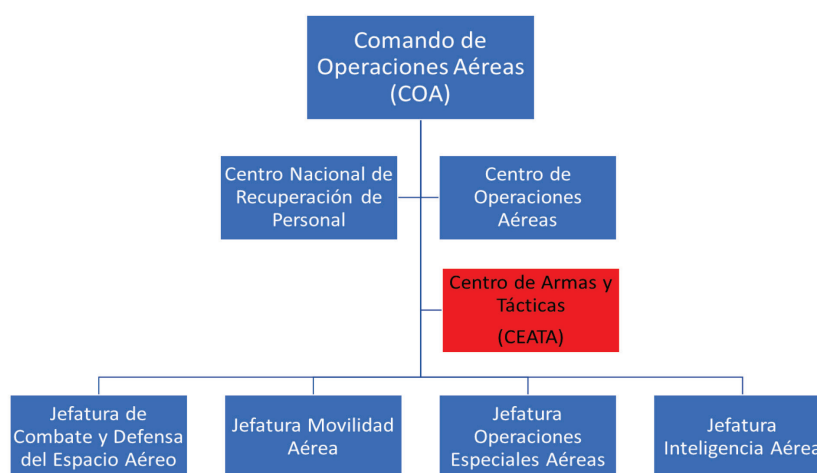 Comando de
Operaciones Aéreas
(COA)
Centro Nacional de
Recuperación de
Personal
Centro de
Operaciones
Aéreas
Centro de Armas y
Tácticas
(CEATA)
Jefatura de
Combate y Defensa
del Espacio Aéreo
Jefatura Movilidad
Aérea
Jefatura
Operaciones
Especiales Aéreas
Jefatura
Inteligencia Aérea